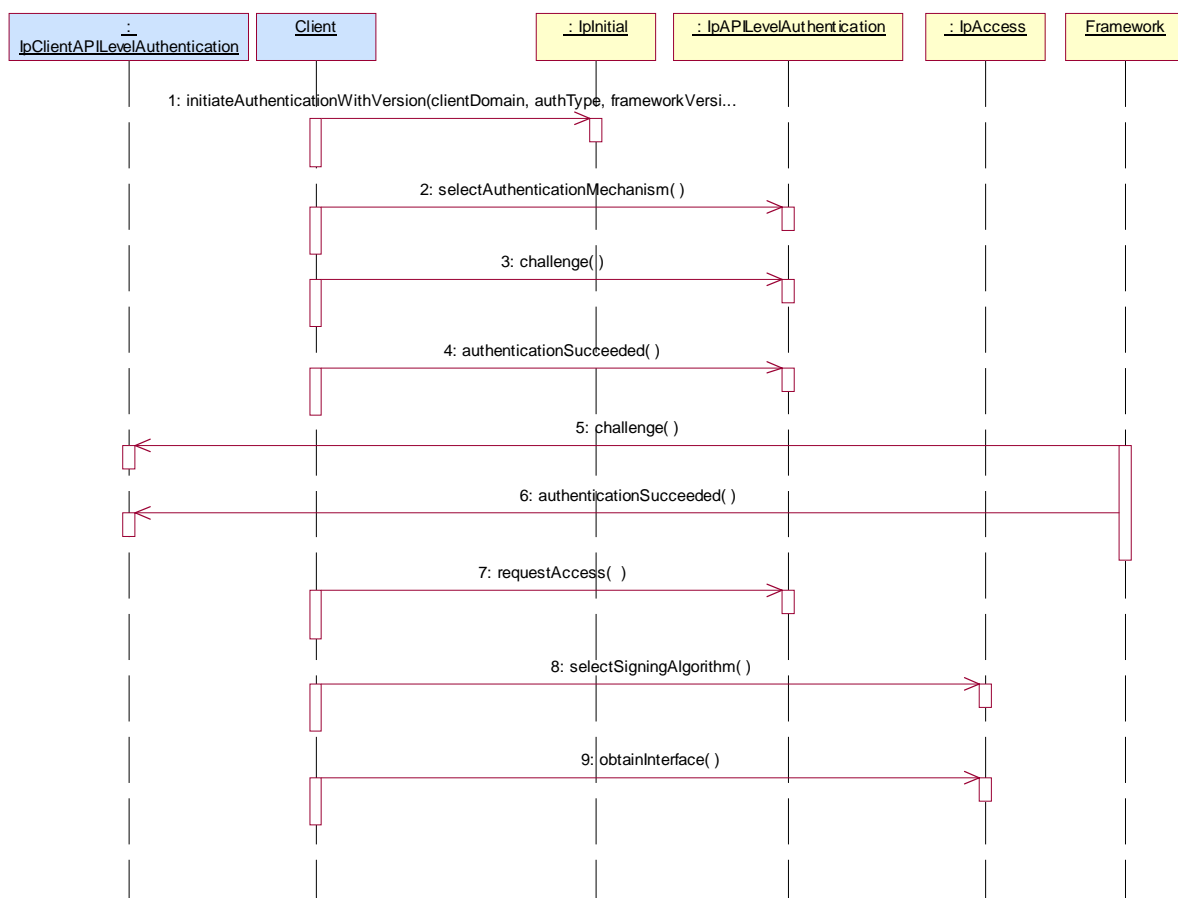 :
IpClientAPILevelAuthentication
Client
: IpInitial
: IpAPILevelAuthentication
: IpAccess
Framework
1: initiateAuthenticationWithVersion(clientDomain, authType, frameworkVersi...
2: selectAuthenticationMechanism( )
3: challenge( )
4: authenticationSucceeded( )
5: challenge( )
6: authenticationSucceeded( )
7: requestAccess(  )
8: selectSigningAlgorithm( )
9: obtainInterface( )